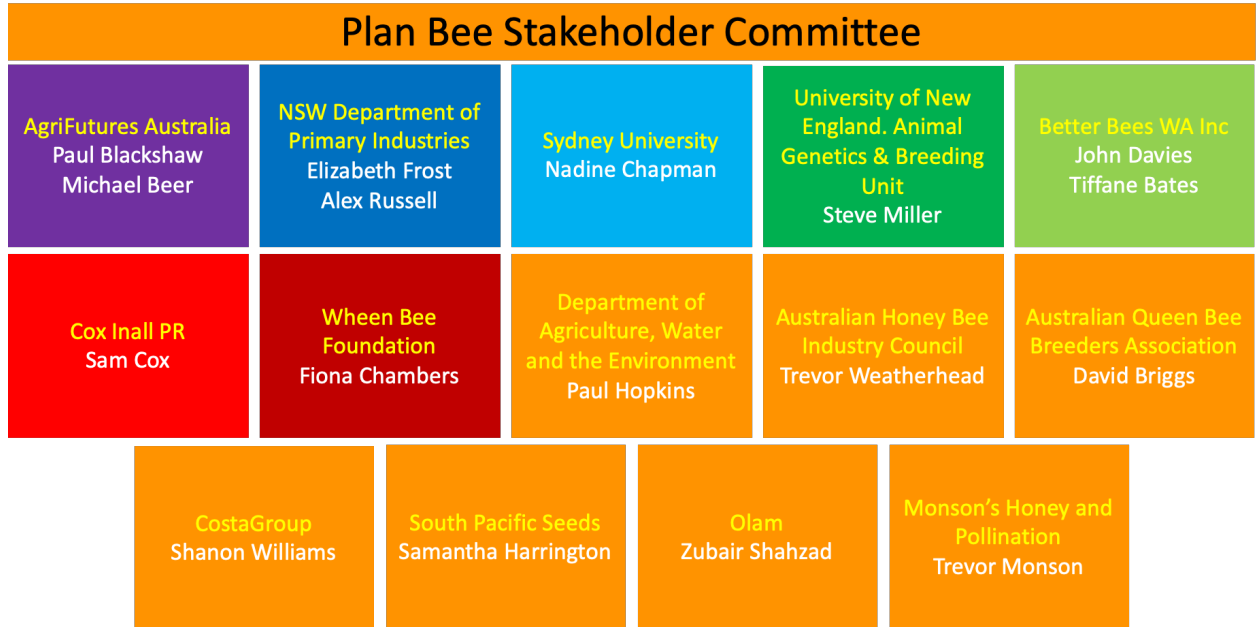 Plan Bee Stakeholder Committee
AgriFutures Australia
Paul Blackshaw
Michael Beer
NSW Department of
Primary Industries
Elizabeth Frost
Alex Russell
Sydney University
Nadine Chapman
University of New
England. Animal
Genetics & Breeding
Unit
Steve Miller
Better Bees WA Inc
John Davies
Tiffane Bates
Cox Inall PR
Sam Cox
Wheen Bee
Foundation
Fiona Chambers
Department of
Agriculture, Water
and the Environment
Paul Hopkins
Australian Honey Bee
Industry Council
Trevor Weatherhead
Australian Queen Bee
Breeders Association
David Briggs
CostaGroup
Shanon Williams
South Pacific Seeds
Samantha Harrington
Olam
Zubair Shahzad
Monson's Honey and
Pollination
Trevor Monson